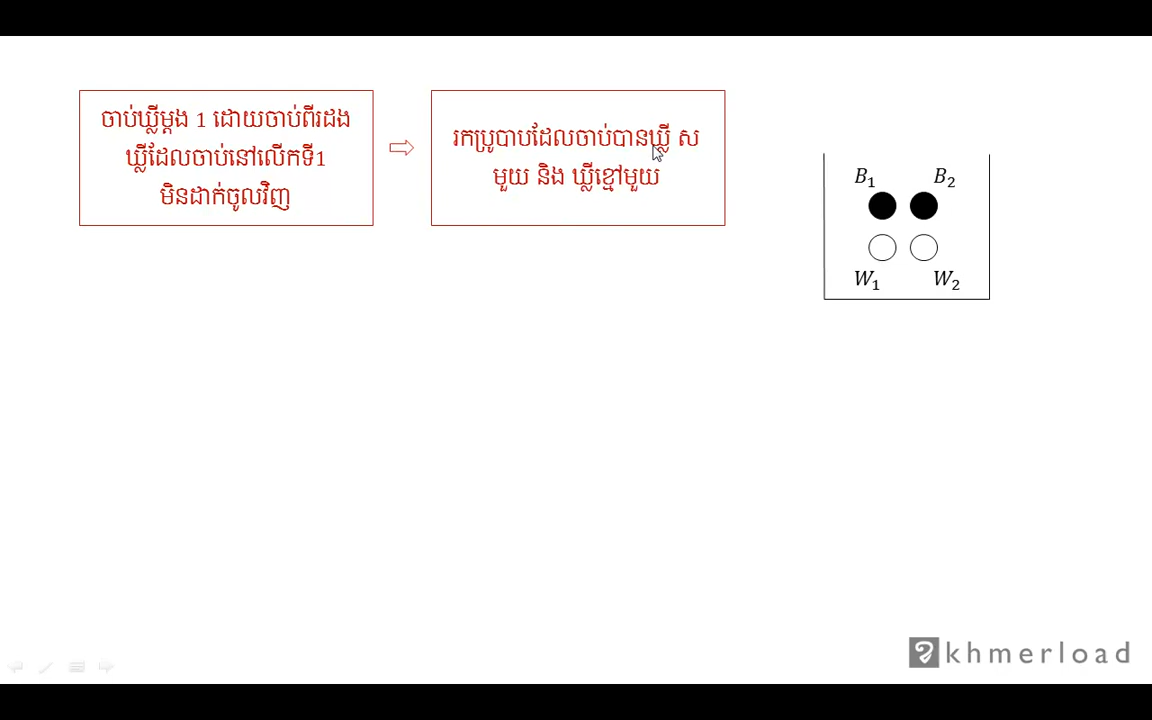 ចាប់ឃ្លីម្ដង 1 ដោយចាប់ពីរដង
ឃ្លីដែលចាប់នៅលើកទី1
មិនដាក់ចូលវិញ
រកប្រូបាបដែលចាប់បានឃ្លី ស
មួយ និង ឃ្លីខ្មៅមួយ
B₁ B₂
W₁ W₂
khmerload